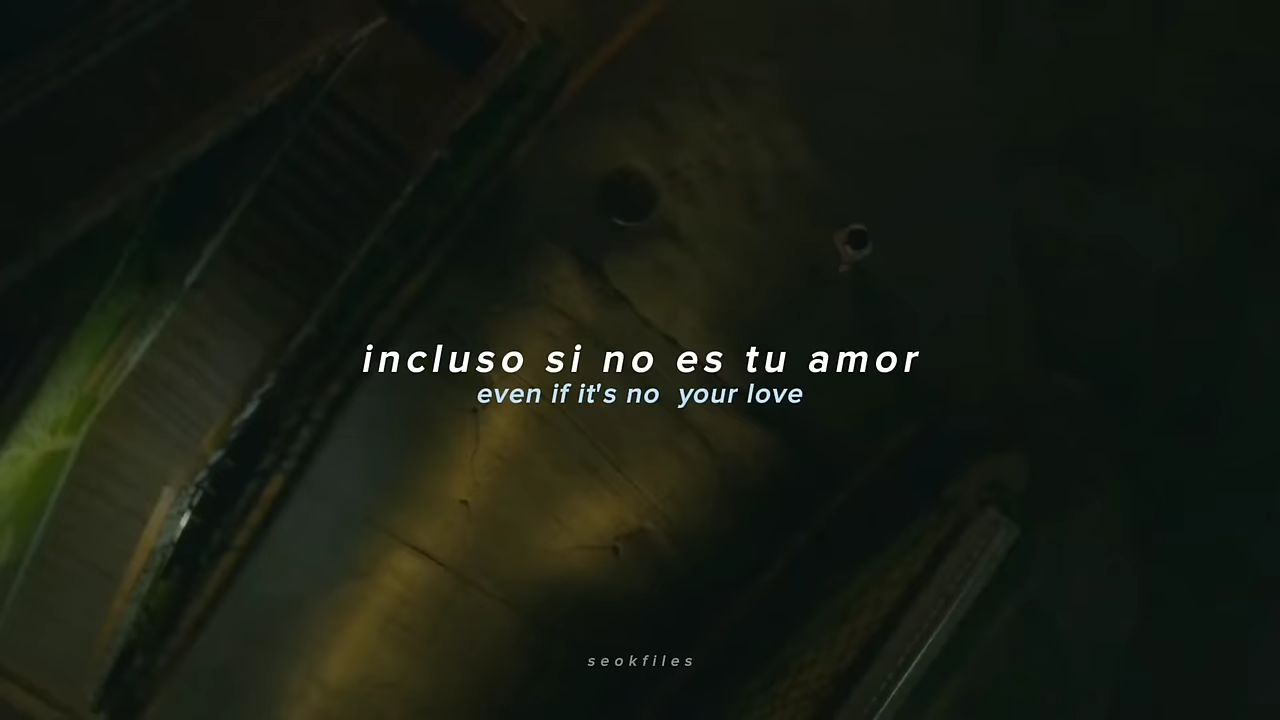 incluso si no es tu amor
even if it's no  your love
seokfiles